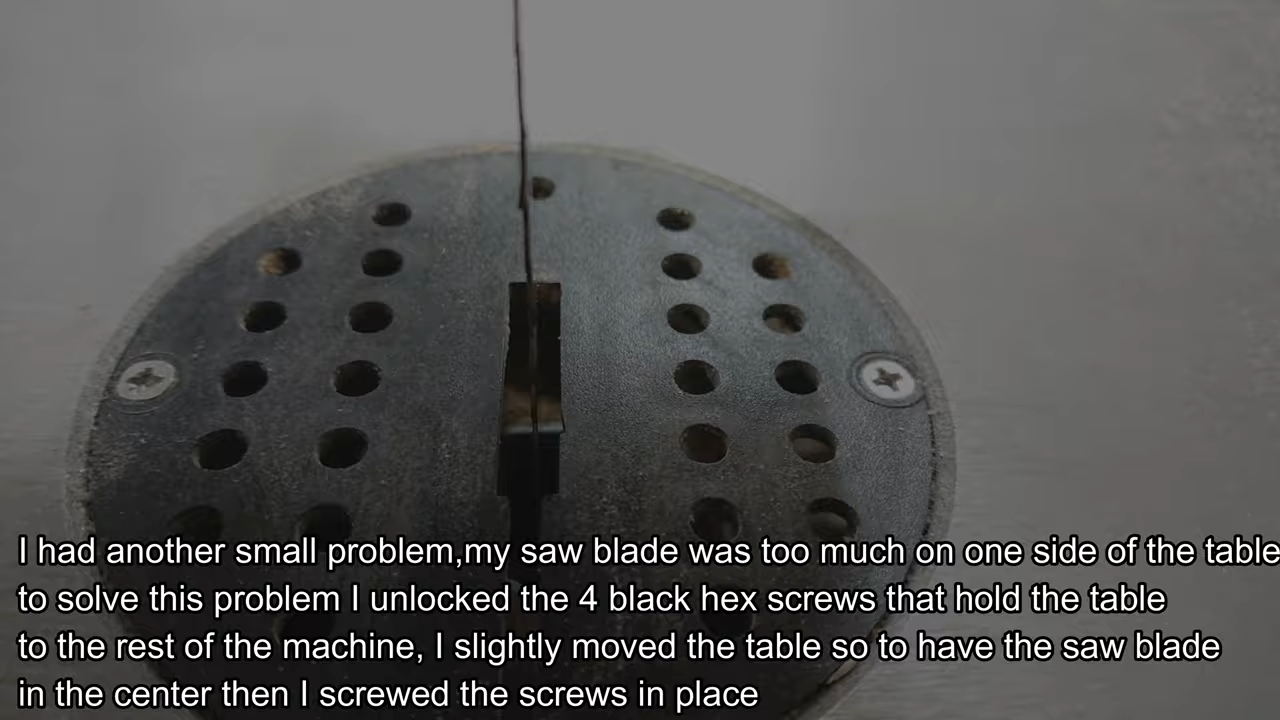 I had another small problem,my saw blade was too much on one side of the table
to solve this problem I unlocked the 4 black hex screws that hold the table
to the rest of the machine, I slightly moved the table so to have the saw blade
in the center then I screwed the screws in place